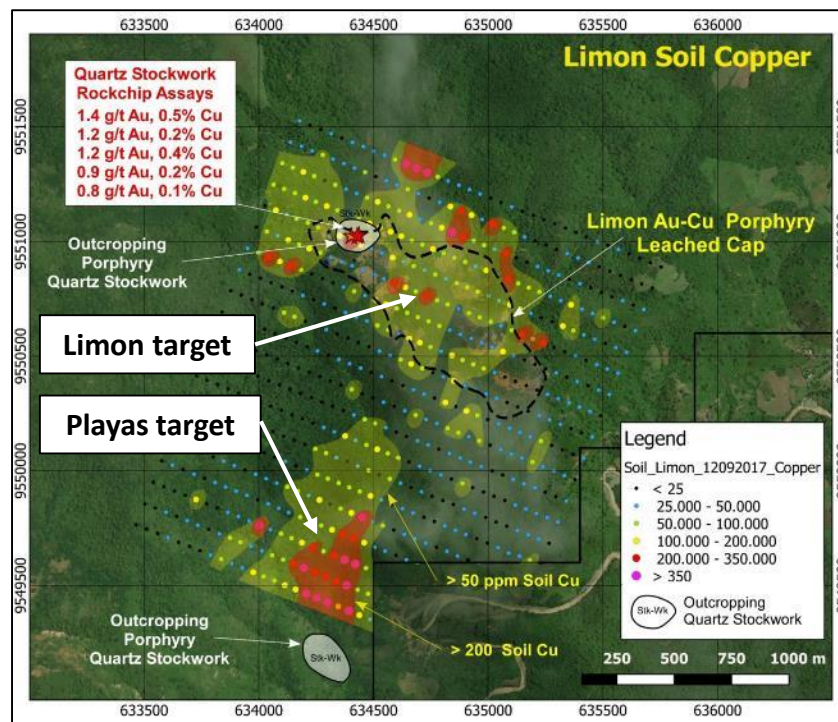 633500 634000 634500 635000 635500 636000
Limon Soil Copper
Quartz Stockwork
Rockchip Assays
1.4 g/t Au, 0.5% Cu
1.2 g/t Au, 0.2% Cu
1.2 g/t Au, 0.4% Cu
0.9 g/t Au, 0.2% Cu
0.8 g/t Au, 0.1% Cu
9551500
9551500
Stk-Wk
Outcropping
Porphyry
Quartz Stockwork
Limon Au-Cu Porphyry
Leached Cap
9551000
9551000
Limon target
9550500
Playas target
9550000
Legend
Soil_Limon_12092017_Copper
< 25
25.000 - 50.000
50.000 - 100.000
100.000 - 200.000
200.000 - 350.000
> 350
Stk-Wk
Outcropping
Quartz Stockwork
> 50 ppm Soil Cu
9549500
Outcropping
Porphyry
Quartz Stockwork
Stk-Wk
> 200 Soil Cu
250 500 750 1000 m
633500 634000 634500 635000 635500 636000